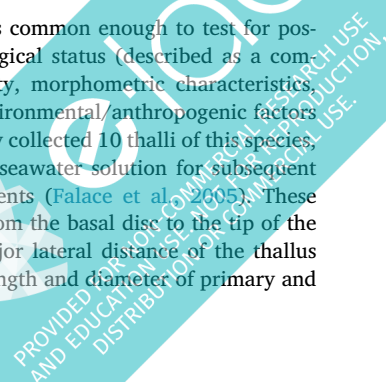 s common enough to test for pos-
gical status (described as a com-
ty, morphometric characteristics,
vironmental/anthropogenic factors
y collected 10 thalli of this species,
seawater solution for subsequent
ents (Falace et al., 2005). These
om the basal disc to the tip of the
jor lateral distance of the thallus
ngth and diameter of primary and
PROVIDED FOR NON-COMMERCIAL RESEARCH USE
AND EDUCATION USE. NOT FOR REPRODUCTION,
DISTRIBUTION OR COMMERCIAL USE.